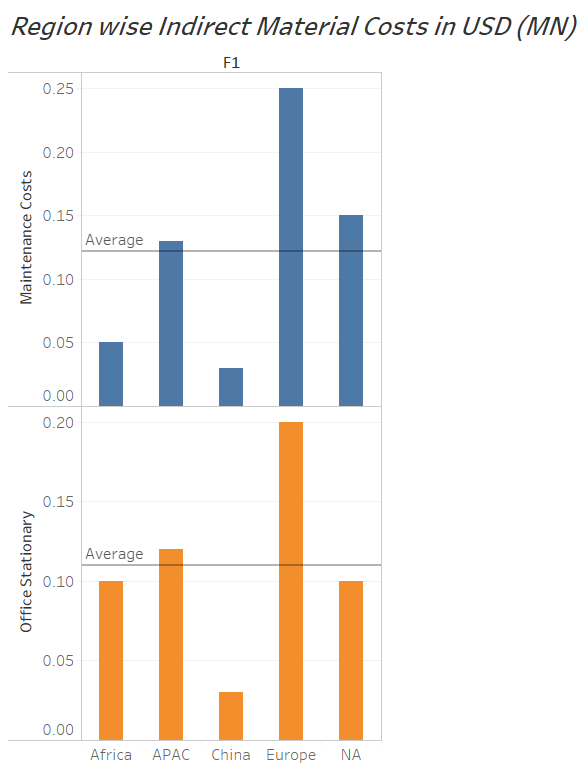 Region wise Indirect Material Costs in USD (MN)
F1
Maintenance Costs
0.25
0.20
0.15
Average
0.10
0.05
0.00
Office Stationary
0.20
0.15
Average
0.10
0.05
0.00
Africa APAC China Europe NA